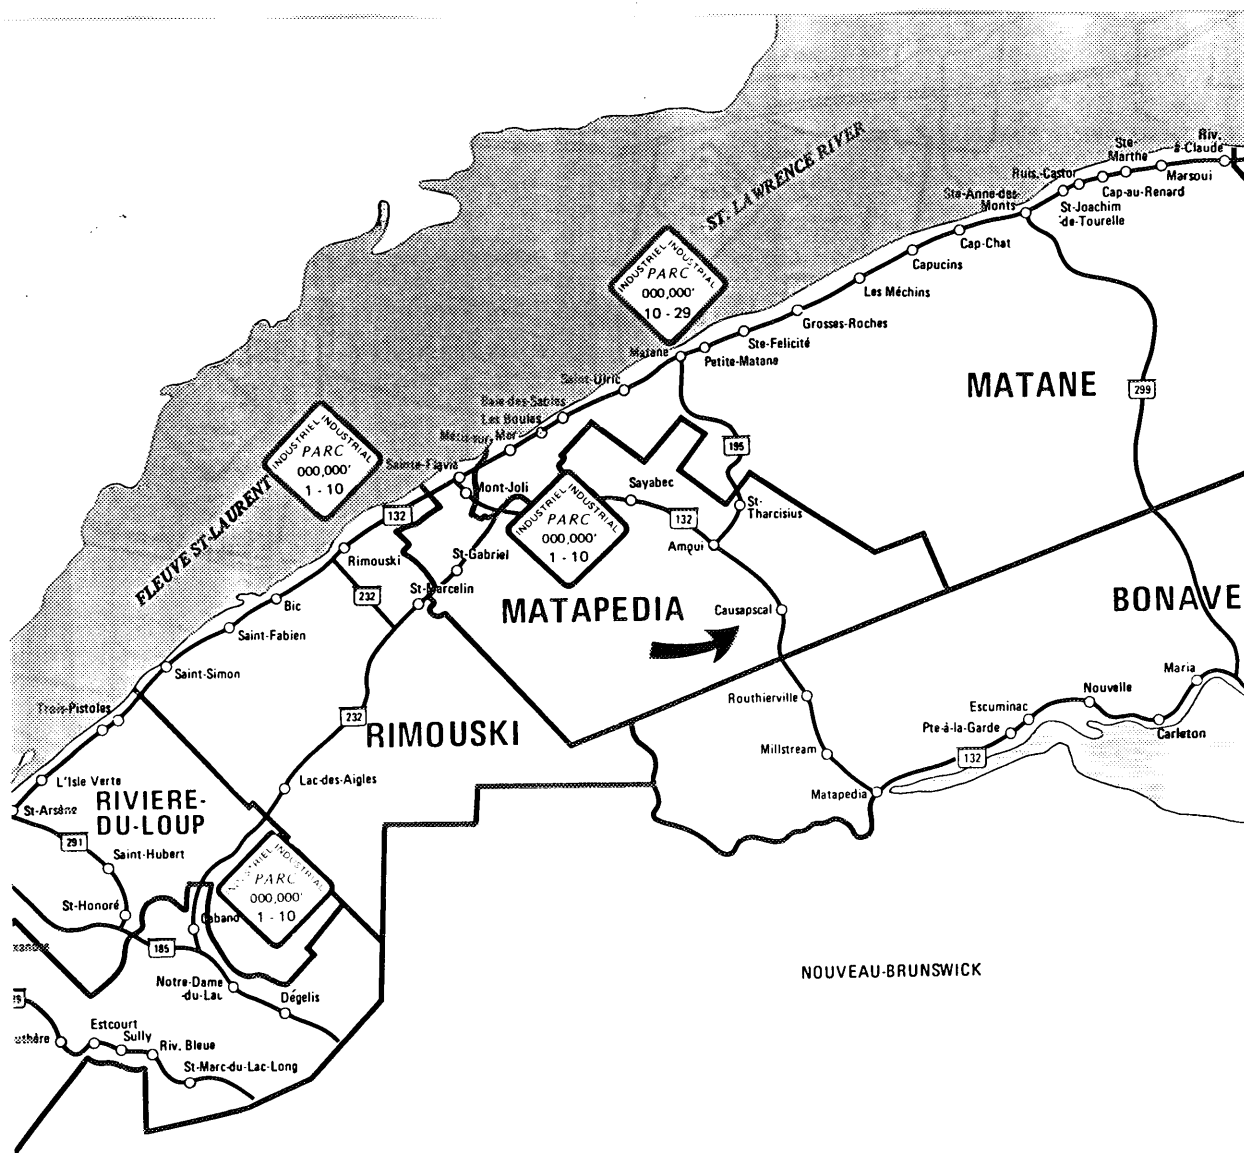 Riv.
à-Claude
Ste-
Marthe
Marsoui
Ruis.-Castor
Cap-au-Renard
Ste-Anne-des-
Monts
St-Joachim
-de-Tourelle
ST. LAWRENCE RIVER
Cap-Chat
Capucins
Les Méchins
INDUSTRIEL INDUSTRIAL
PARC
000,000'
10 - 29
Grosses-Roches
Ste-Felicité
Matane
Petite-Matane
MATANE
299
Saint-Ulric
Baie-des-Sables
Les Boules
Métis-sur-Mer
195
INDUSTRIEL INDUSTRIAL
PARC
000,000'
1 - 10
Sainte-Flavie
Mont-Joli
FLEUVE ST-LAURENT
132
INDUSTRIEL INDUSTRIAL
PARC
000,000'
1 - 10
Sayabec
132
St-
Tharcisius
Amqui
Rimouski
St-Gabriel
St-Marcelin
232
Bic
MATAPEDIA
Causapscal
BONAVE
Saint-Fabien
Saint-Simon
Maria
Routhierville
Nouvelle
Escuminac
Pte-à-la-Garde
Carleton
Trois-Pistoles
232
RIMOUSKI
Millstream
132
Matapedia
L'Isle Verte
Lac-des-Aigles
St-Arsène
RIVIERE-
DU-LOUP
291
Saint-Hubert
INDUSTRIEL INDUSTRIAL
PARC
000,000'
1 - 10
St-Honoré
Cabano
185
xandre
NOUVEAU-BRUNSWICK
Notre-Dame
-du-Lac
Dégelis
uthère
Estcourt
Sully
Riv. Bleue
St-Marc-du-Lac-Long